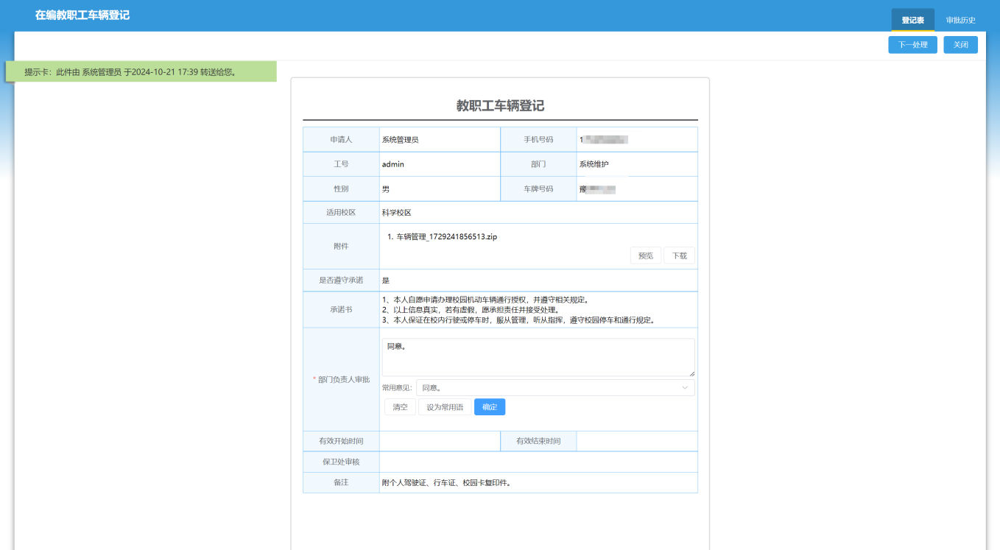 在编教职工车辆登记
登记表 审批历史
下一处理 关闭
提示卡：此件由 系统管理员 于2024-10-21 17:39 转送给您。
教职工车辆登记
申请人 系统管理员 手机号码 1
工号 admin 部门 系统维护
性别 男 车牌号码 豫
适用校区 科学校区
附件 1. 车辆管理_1729241856513.zip
预览 下载
是否遵守承诺 是
承诺书
1、本人自愿申请办理校园机动车辆通行授权，并遵守相关规定。
2、以上信息真实，若有虚假，愿承担责任并接受处理。
3、本人保证在校内行驶或停车时，服从管理，听从指挥，遵守校园停车和通行规定。
* 部门负责人审批
同意。
常用意见： 同意。
清空 设为常用语 确定
有效开始时间 有效结束时间
保卫处审核
备注 附个人驾驶证、行车证、校园卡复印件。